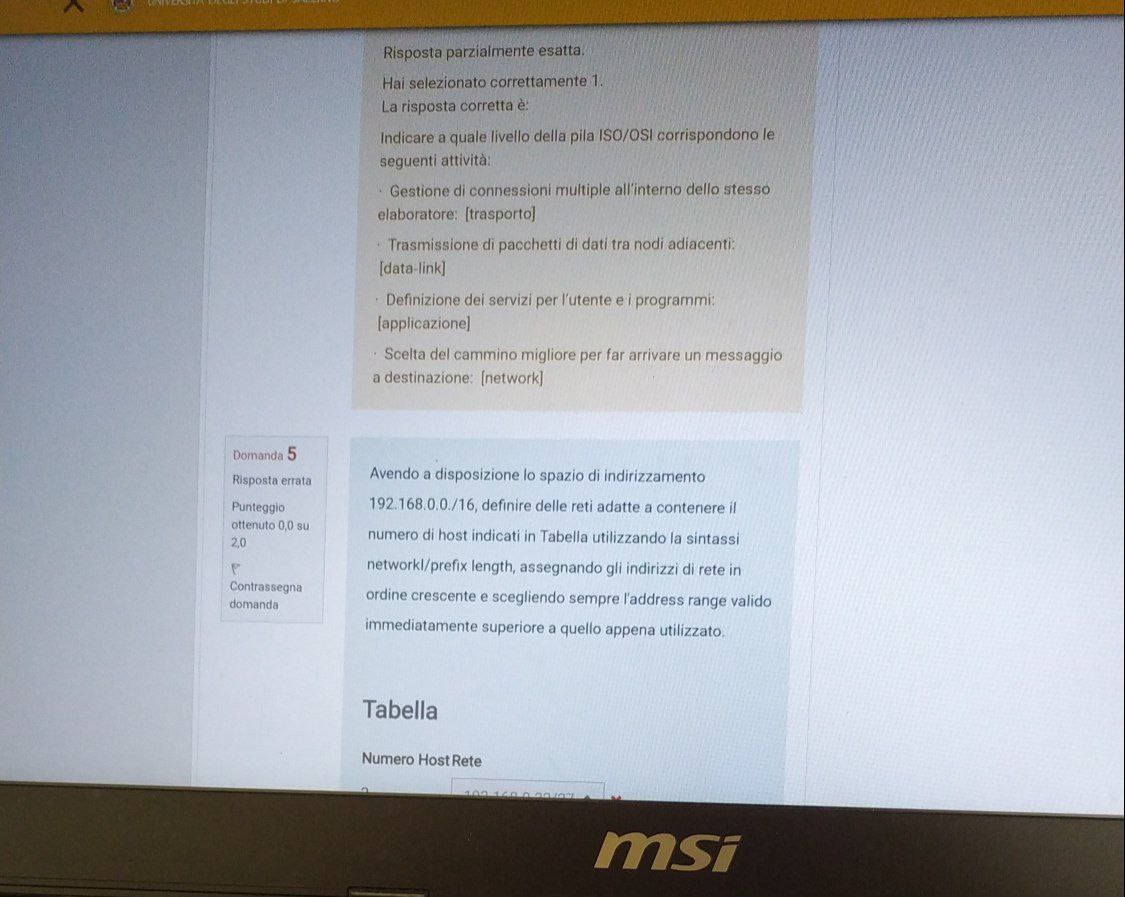 Risposta parzialmente esatta.
Hai selezionato correttamente 1.
La risposta corretta è:
Indicare a quale livello della pila ISO/OSI corrispondono le
seguenti attività:
· Gestione di connessioni multiple all'interno dello stesso
elaboratore: [trasporto]
· Trasmissione di pacchetti di dati tra nodi adiacenti:
[data-link]
· Definizione dei servizi per l'utente e i programmi:
[applicazione]
· Scelta del cammino migliore per far arrivare un messaggio
a destinazione: [network]
Domanda 5
Risposta errata
Punteggio
ottenuto 0,0 su
2,0
Contrassegna
domanda
Avendo a disposizione lo spazio di indirizzamento
192.168.0.0./16, definire delle reti adatte a contenere il
numero di host indicati in Tabella utilizzando la sintassi
networkl/prefix length, assegnando gli indirizzi di rete in
ordine crescente e scegliendo sempre l'address range valido
immediatamente superiore a quello appena utilizzato.
Tabella
Numero Host Rete
msi